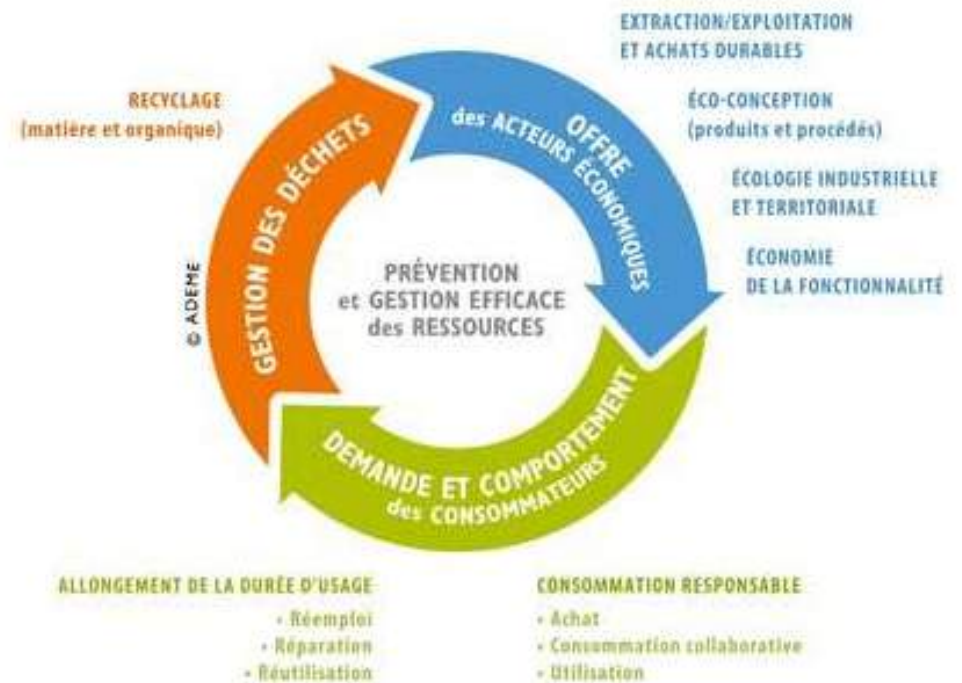 EXTRACTION/EXPLOITATION
ET ACHATS DURABLES
RECYCLAGE
(matière et organique)
ÉCO-CONCEPTION
(produits et procédés)
ÉCOLOGIE INDUSTRIELLE
ET TERRITORIALE
ÉCONOMIE
DE LA FONCTIONNALITÉ
OFFRE
des ACTEURS ÉCONOMIQUES
GESTION DES DÉCHETS
PRÉVENTION
et GESTION EFFICACE
des RESSOURCES
© ADEME
DEMANDE ET COMPORTEMENT
des CONSOMMATEURS
ALLONGEMENT DE LA DURÉE D'USAGE
• Réemploi
• Réparation
• Réutilisation
CONSOMMATION RESPONSABLE
• Achat
• Consommation collaborative
• Utilisation